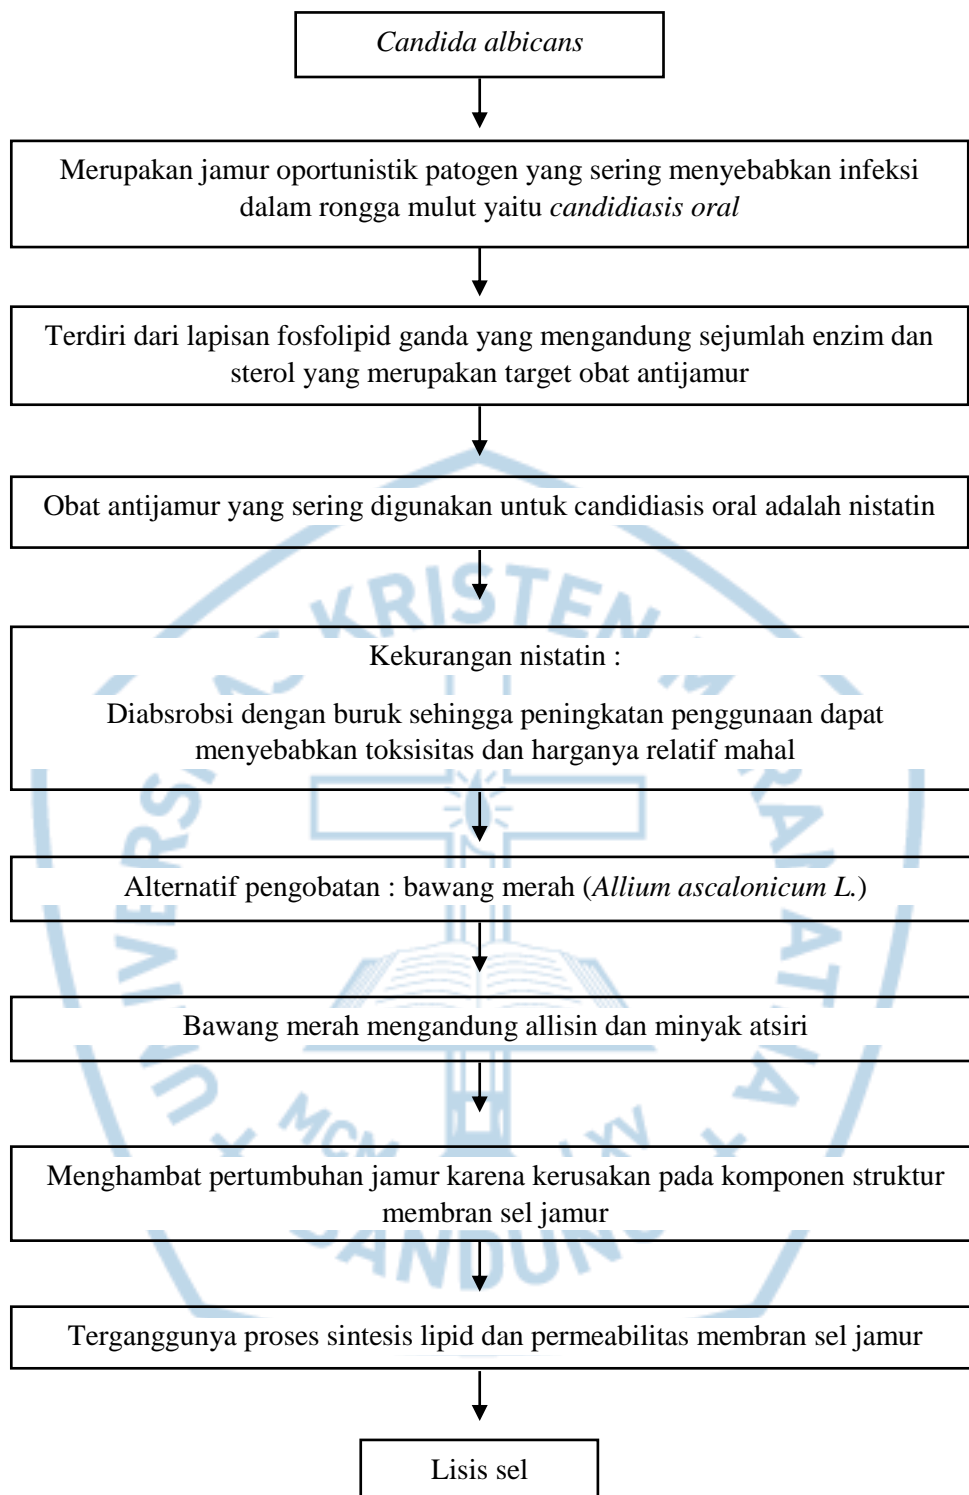 Candida albicans
Merupakan jamur oportunistik patogen yang sering menyebabkan infeksi
dalam rongga mulut yaitu candidiasis oral
Terdiri dari lapisan fosfolipid ganda yang mengandung sejumlah enzim dan
sterol yang merupakan target obat antijamur
Obat antijamur yang sering digunakan untuk candidiasis oral adalah nistatin
Kekurangan nistatin :
Diabsrobsi dengan buruk sehingga peningkatan penggunaan dapat
menyebabkan toksisitas dan harganya relatif mahal
Alternatif pengobatan : bawang merah (Allium ascalonicum L.)
Bawang merah mengandung allisin dan minyak atsiri
Menghambat pertumbuhan jamur karena kerusakan pada komponen struktur
membran sel jamur
Terganggunya proses sintesis lipid dan permeabilitas membran sel jamur
Lisis sel